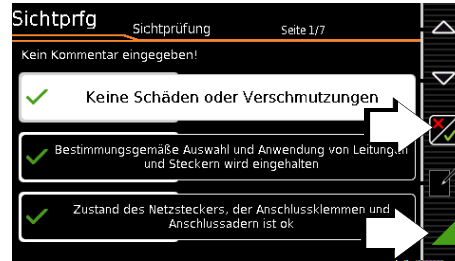 Sichtprfg
Sichtprüfung
Seite 1/7
Kein Kommentar eingegeben!
Keine Schäden oder Verschmutzungen
Bestimmungsgemäße Auswahl und Anwendung von Leitungen
und Steckern wird eingehalten
Zustand des Netzsteckers, der Anschlussklemmen und
Anschlussadern ist ok